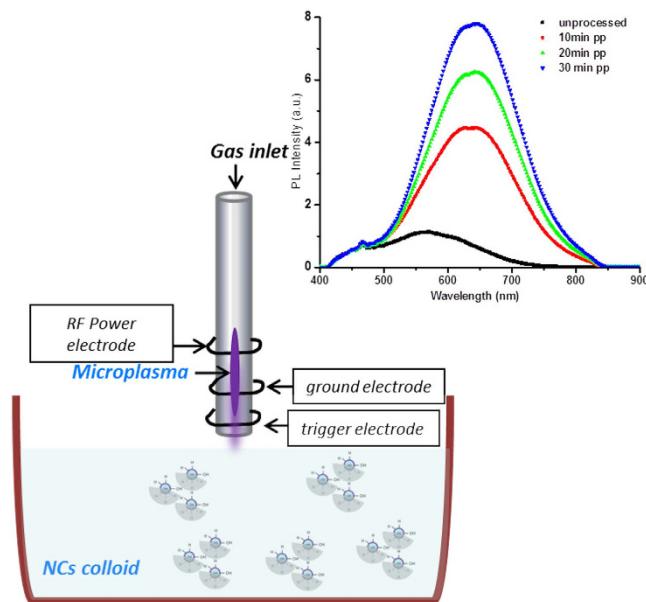 unprocessed
10min pp
20min pp
30 min pp
8
6
4
2
0
PL Intensity (a.u.)
400 500 600 700 800 900
Wavelength (nm)
Gas inlet
RF Power
electrode
Microplasma
ground electrode
trigger electrode
NCs colloid